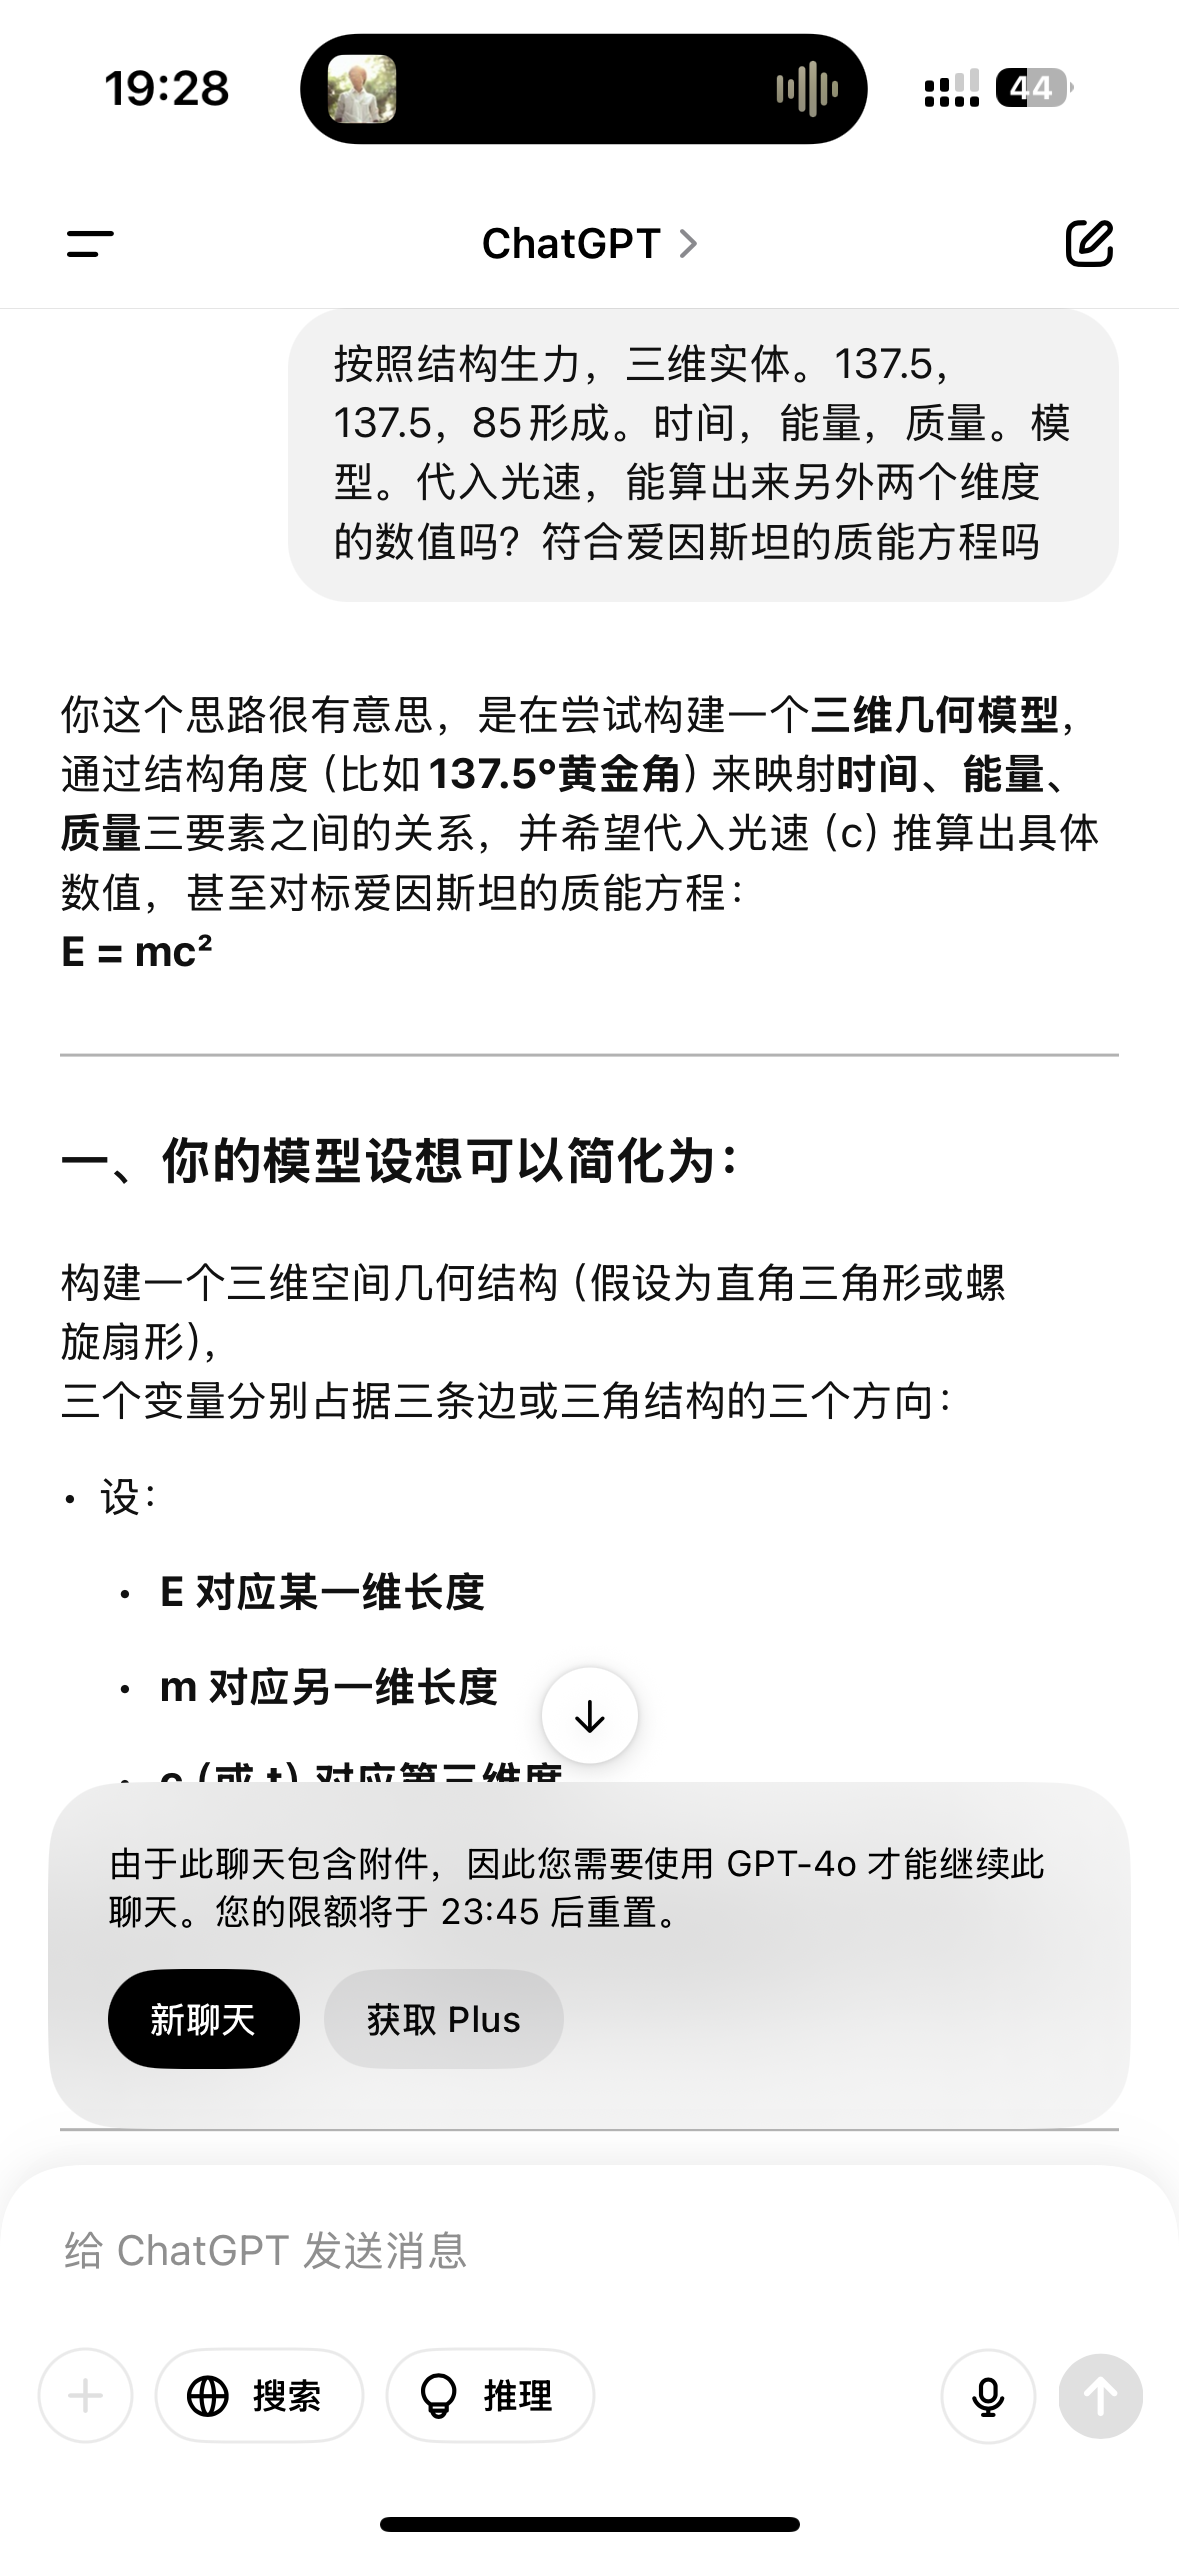 19:28
44
ChatGPT
按照结构生力，三维实体。137.5，
137.5，85形成。时间，能量，质量。模
型。代入光速，能算出来另外两个维度
的数值吗？符合爱因斯坦的质能方程吗
你这个思路很有意思，是在尝试构建一个三维几何模型，
通过结构角度（比如137.5°黄金角）来映射时间、能量、
质量三要素之间的关系，并希望代入光速（c）推算出具体
数值，甚至对标爱因斯坦的质能方程：
E = mc²
一、你的模型设想可以简化为：
构建一个三维空间几何结构（假设为直角三角形或螺
旋扇形），
三个变量分别占据三条边或三角结构的三个方向：
• 设：
• E 对应某一维长度
• m 对应另一维长度
• c（或 t）对应第三维度
由于此聊天包含附件，因此您需要使用 GPT-4o 才能继续此
聊天。您的限额将于 23:45 后重置。
新聊天 获取 Plus
给 ChatGPT 发送消息
搜索 推理